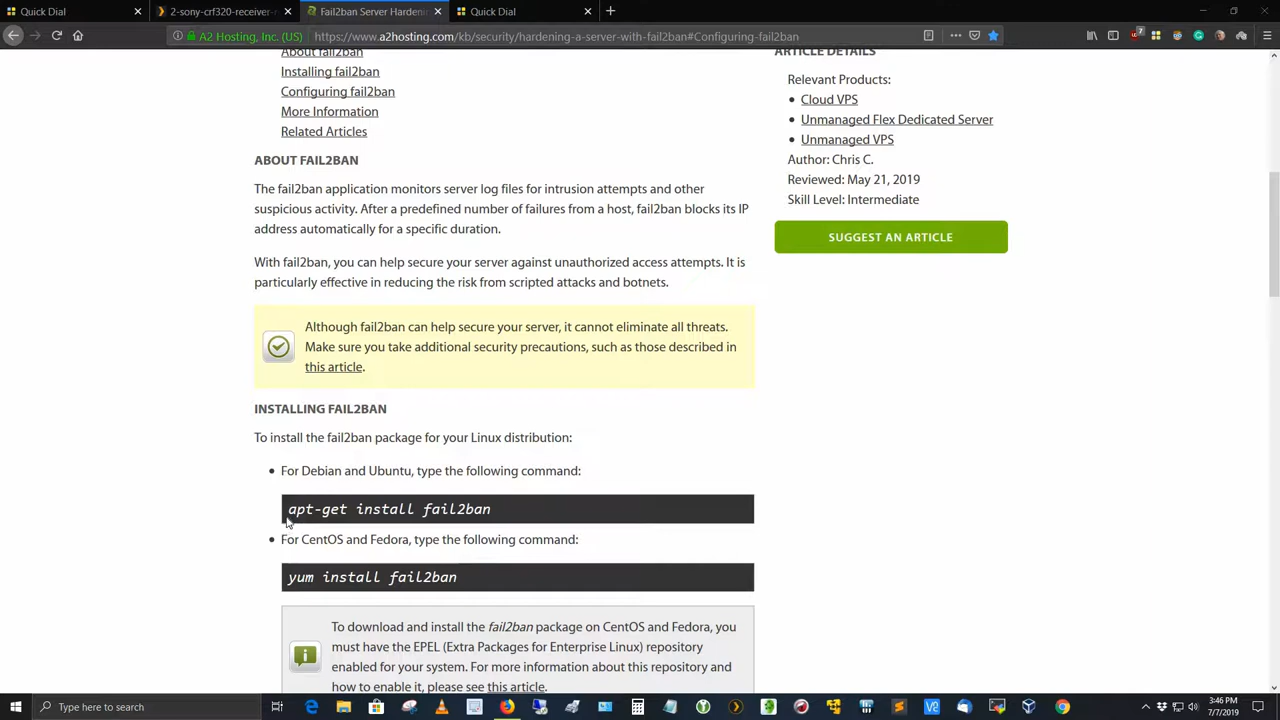 Quick Dial
2-sony-crf320-receiver-
Fail2ban Server Hardenin
Quick Dial
A2 Hosting, Inc. (US)
https://www.a2hosting.com/kb/security/hardening-a-server-with-fail2ban#Configuring-fail2ban
7
About fail2ban
Installing fail2ban
Configuring fail2ban
More Information
Related Articles
ABOUT FAIL2BAN
The fail2ban application monitors server log files for intrusion attempts and other
suspicious activity. After a predefined number of failures from a host, fail2ban blocks its IP
address automatically for a specific duration.
With fail2ban, you can help secure your server against unauthorized access attempts. It is
particularly effective in reducing the risk from scripted attacks and botnets.
Although fail2ban can help secure your server, it cannot eliminate all threats.
Make sure you take additional security precautions, such as those described in
this article.
INSTALLING FAIL2BAN
To install the fail2ban package for your Linux distribution:
• For Debian and Ubuntu, type the following command:
apt-get install fail2ban
• For CentOS and Fedora, type the following command:
yum install fail2ban
To download and install the fail2ban package on CentOS and Fedora, you
must have the EPEL (Extra Packages for Enterprise Linux) repository
enabled for your system. For more information about this repository and
how to enable it, please see this article.
ARTICLE DETAILS
Relevant Products:
• Cloud VPS
• Unmanaged Flex Dedicated Server
• Unmanaged VPS
Author: Chris C.
Reviewed: May 21, 2019
Skill Level: Intermediate
SUGGEST AN ARTICLE
Type here to search
3:46 PM
7/7/2019